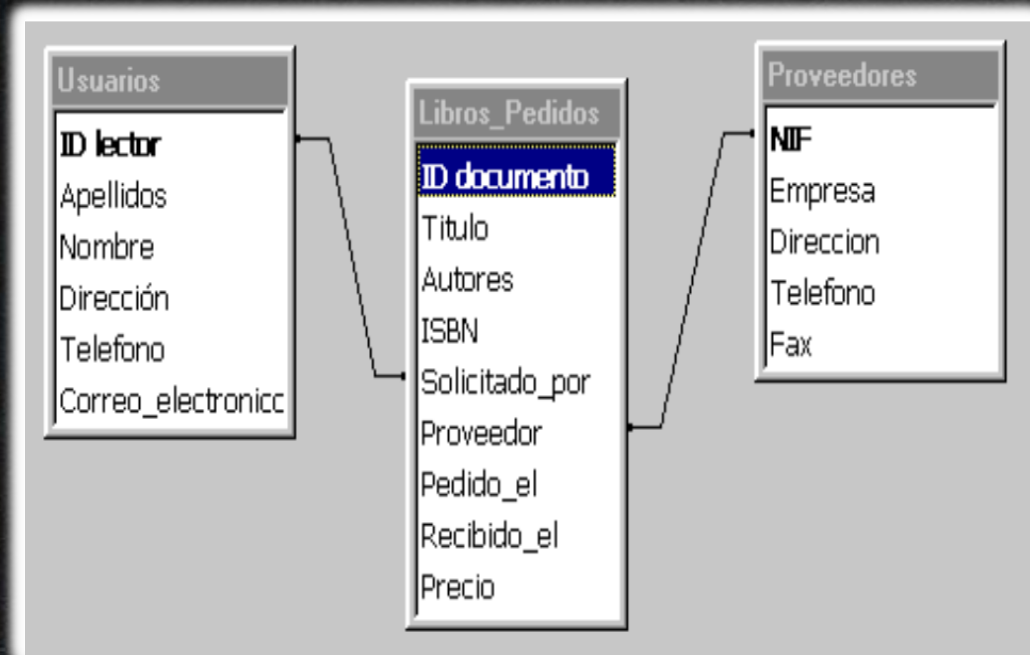 Usuarios
ID lector
Apellidos
Nombre
Dirección
Telefono
Correo_electronicc
Libros_Pedidos
ID documento
Titulo
Autores
ISBN
Solicitado_por
Proveedor
Pedido_el
Recibido_el
Precio
Proveedores
NIF
Empresa
Direccion
Telefono
Fax